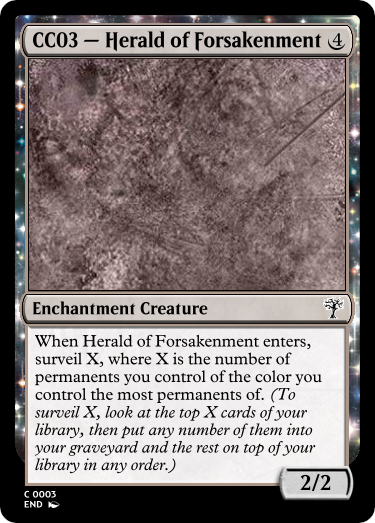 CC03 — Herald of Forsakenment 4
Enchantment Creature
When Herald of Forsakenment enters,
surveil X, where X is the number of
permanents you control of the color you
control the most permanents of. (To
surveil X, look at the top X cards of your
library, then put any number of them into
your graveyard and the rest on top of your
library in any order.)
2/2
C 0003
END